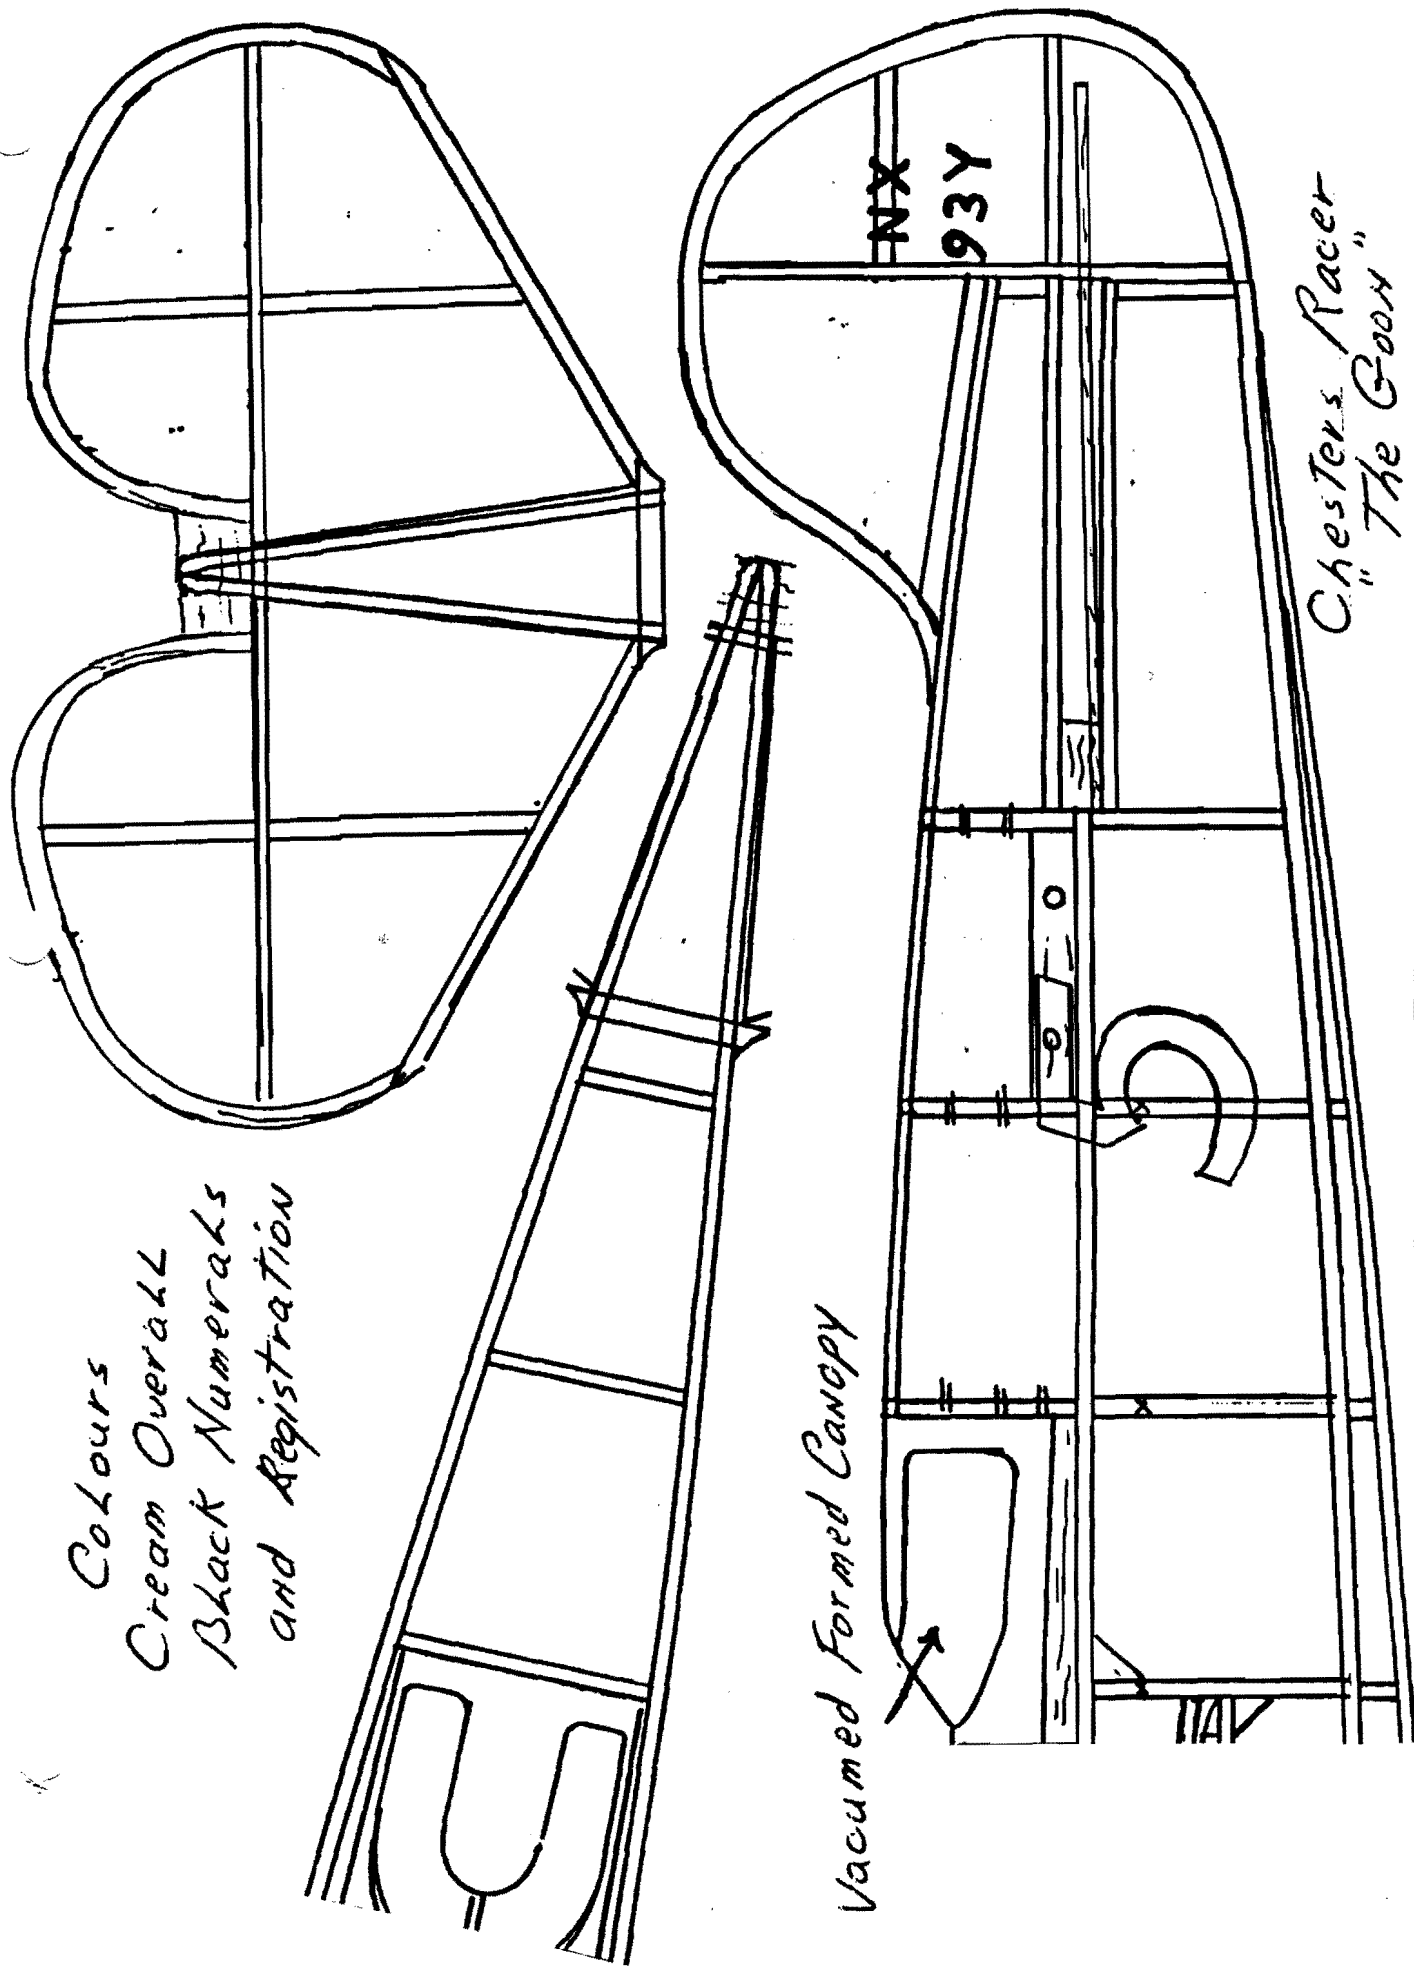 Colours
Cream Overall
Black Numerals
and Registration
Vacumed Formed Canopy
NX
93Y
Chesters Racer
"The Goon"